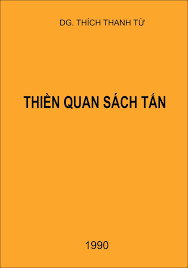 DG. THÍCH THANH TỪ
THIỀN QUAN SÁCH TẤN
1990